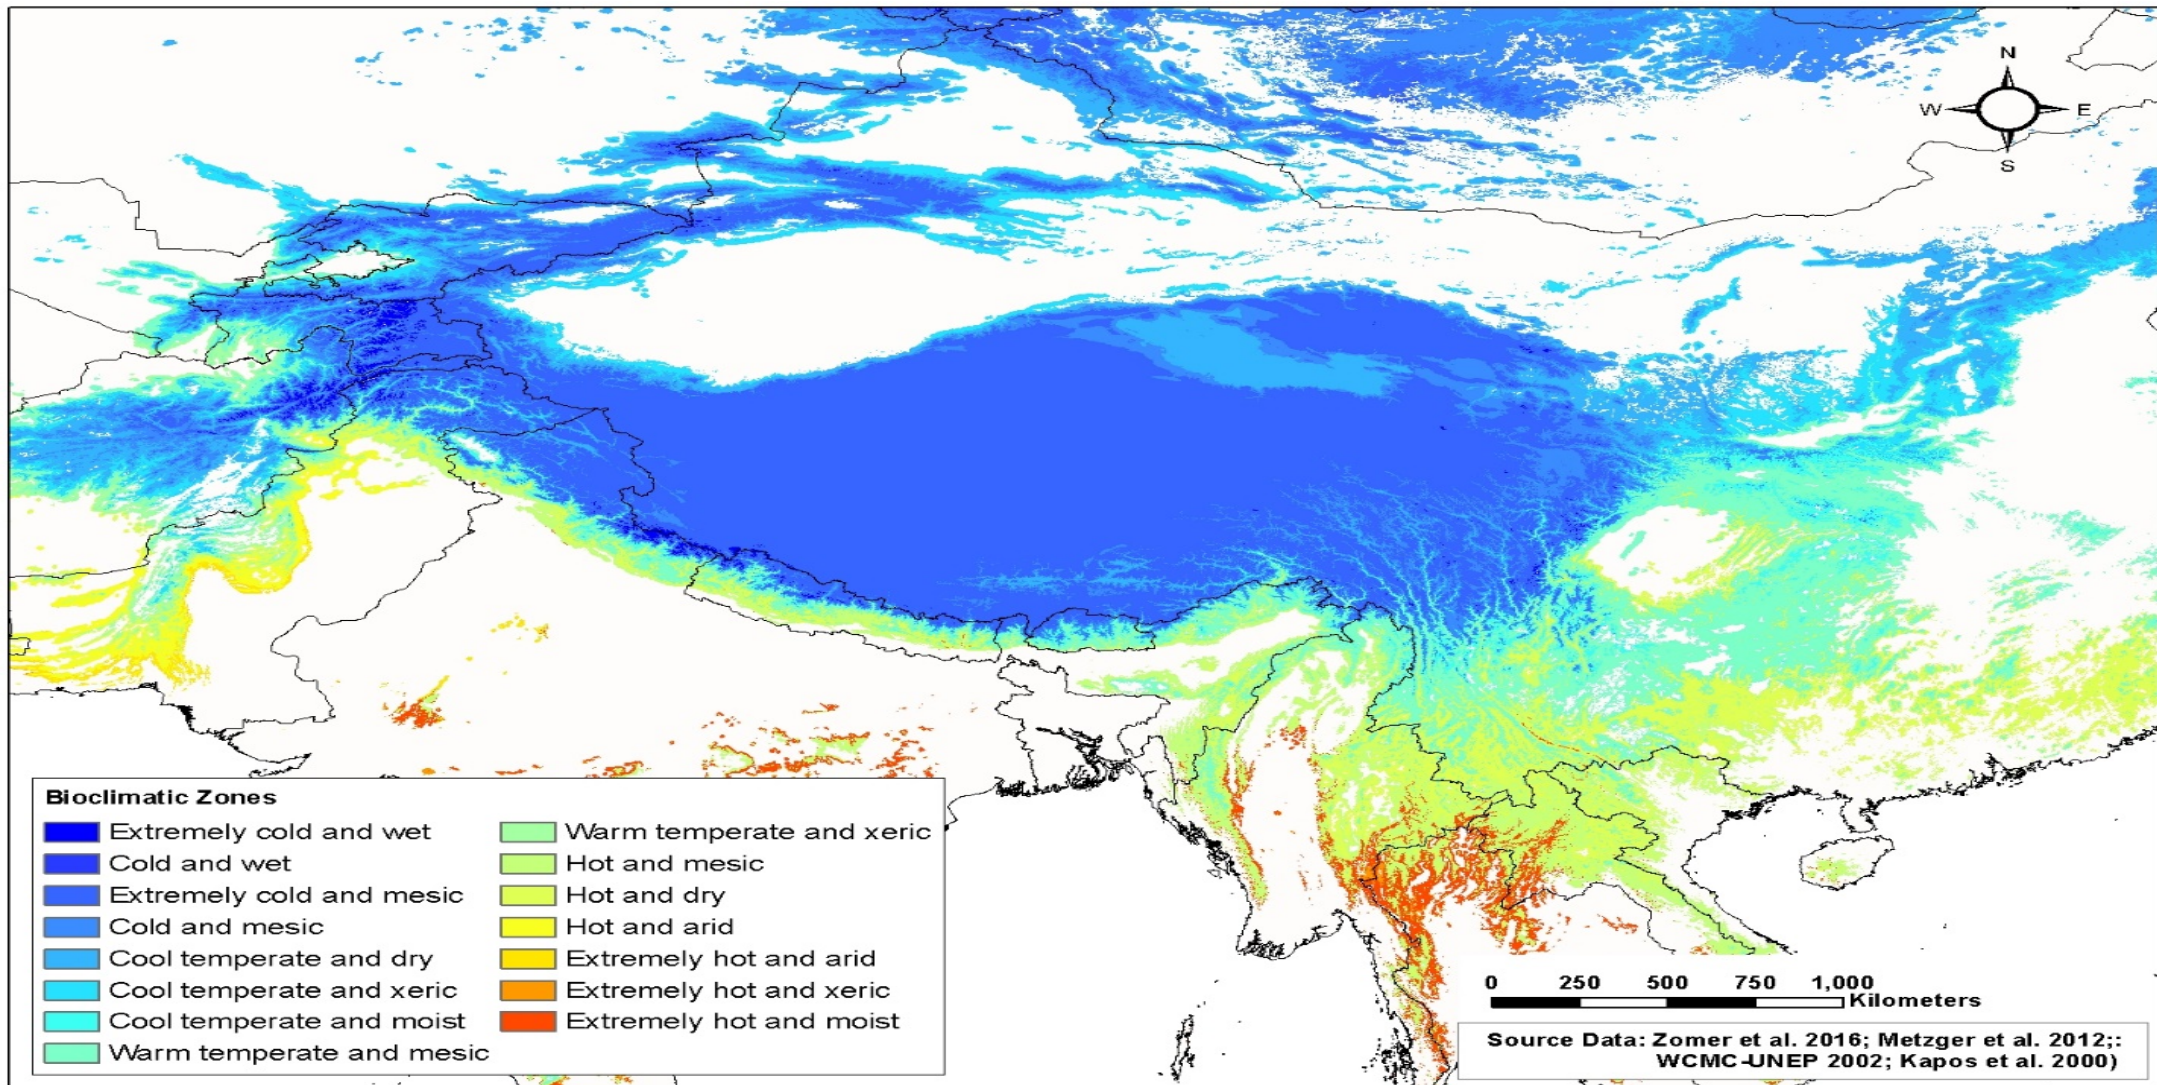 N
W E
S
Bioclimatic Zones
Extremely cold and wet
Cold and wet
Extremely cold and mesic
Cold and mesic
Cool temperate and dry
Cool temperate and xeric
Cool temperate and moist
Warm temperate and mesic
Warm temperate and xeric
Hot and mesic
Hot and dry
Hot and arid
Extremely hot and arid
Extremely hot and xeric
Extremely hot and moist
0 250 500 750 1,000
Kilometers
Source Data: Zomer et al. 2016; Metzger et al. 2012;:
WCMC-UNEP 2002; Kapos et al. 2000)